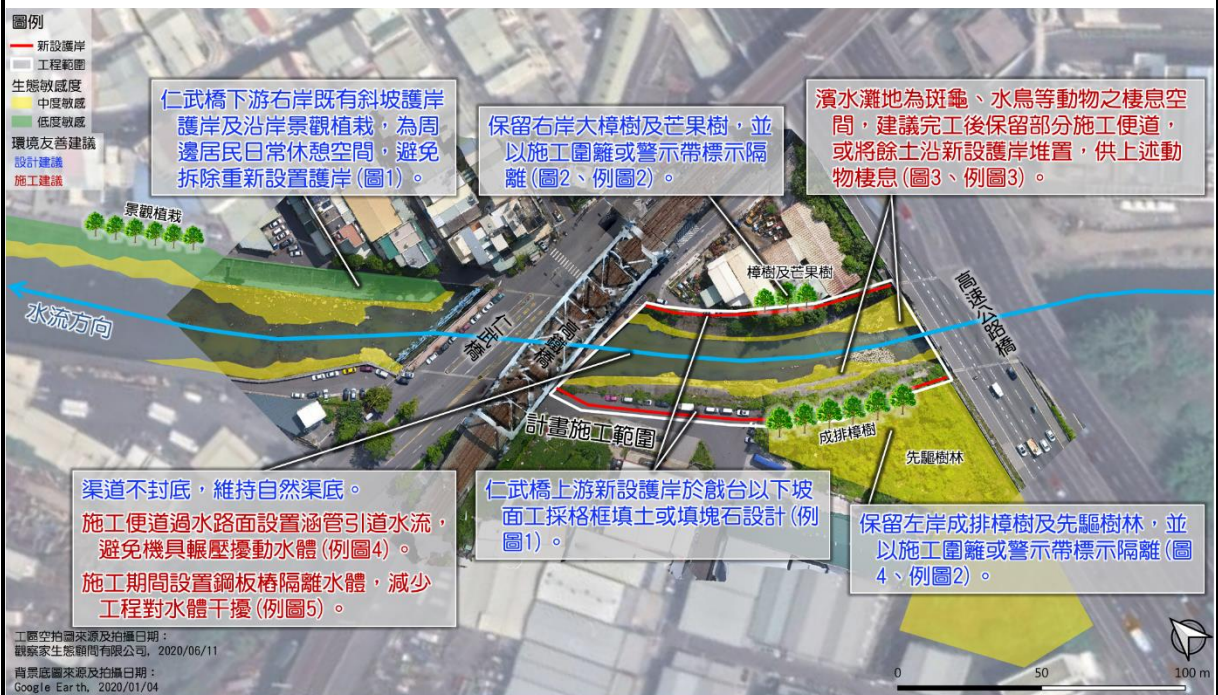 圖例
新設護岸
工程範圍
生態敏感度
中度敏感
低度敏感
環境友善建議
設計建議
施工建議
仁武橋下游右岸既有斜坡護岸
護岸及沿岸景觀植栽，為周
邊居民日常休憩空間，避免
拆除重新設置護岸(圖1)。
保留右岸大樟樹及芒果樹，並
以施工圍籬或警示帶標示隔
離(圖2、例圖2)。
濱水灘地為斑龜、水鳥等動物之棲息空
間，建議完工後保留部分施工便道，
或將餘土沿新設護岸堆置，供上述動
物棲息(圖3、例圖3)。
景觀植栽
樟樹及芒果樹
高速公路橋
水流方向
仁武橋
高鐵橋
計畫施工範圍
成排樟樹
先驅樹林
渠道不封底，維持自然渠底。
施工便道過水路面設置涵管引道水流，
避免機具輾壓擾動水體(例圖4)。
施工期間設置鋼板樁隔離水體，減少
工程對水體干擾(例圖5)。
仁武橋上游新設護岸於戧台以下坡
面工採格框填土或填塊石設計(例
圖1)。
保留左岸成排樟樹及先驅樹林，並
以施工圍籬或警示帶標示隔離(圖
4、例圖2)。
工區空拍圖來源及拍攝日期：
觀察家生態顧問有限公司, 2020/06/11
背景底圖來源及拍攝日期：
Google Earth, 2020/01/04
0 50 100 m